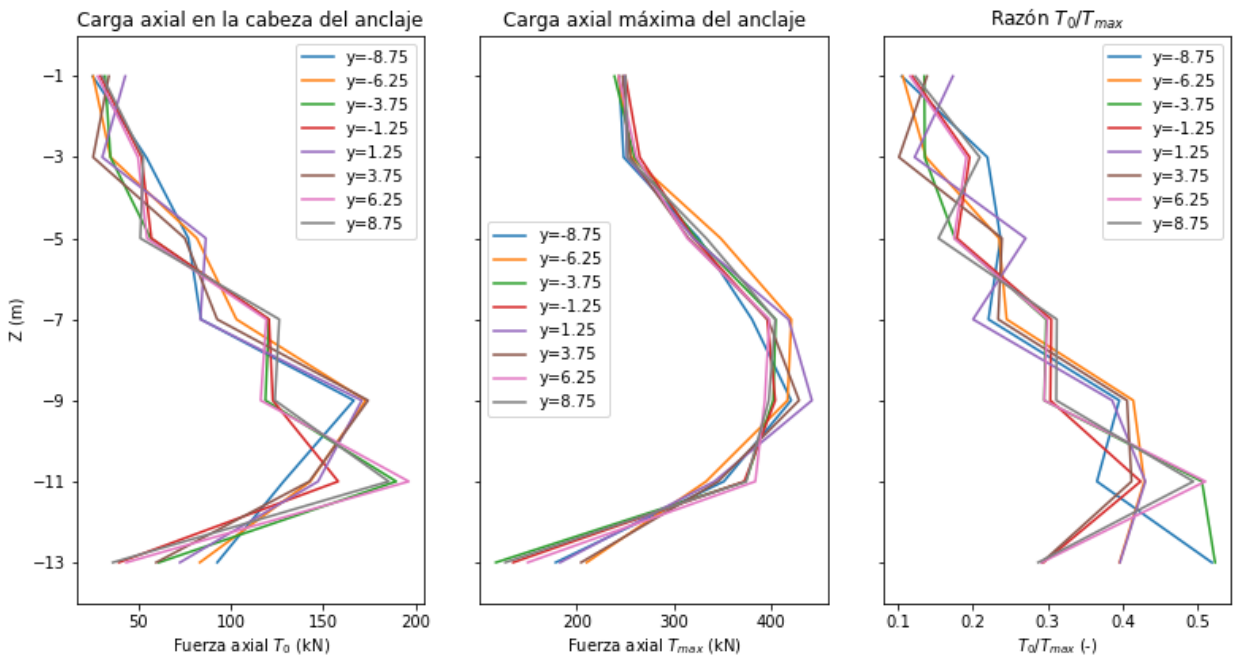 Carga axial en la cabeza del anclaje
Z (m)
−1
−3
−5
−7
−9
−11
−13
y=-8.75
y=-6.25
y=-3.75
y=-1.25
y=1.25
y=3.75
y=6.25
y=8.75
50 100 150 200
Fuerza axial T₀ (kN)
Carga axial máxima del anclaje
y=-8.75
y=-6.25
y=-3.75
y=-1.25
y=1.25
y=3.75
y=6.25
y=8.75
200 300 400
Fuerza axial Tmax (kN)
Razón T₀/Tmax
y=-8.75
y=-6.25
y=-3.75
y=-1.25
y=1.25
y=3.75
y=6.25
y=8.75
0.1 0.2 0.3 0.4 0.5
T₀/Tmax (-)